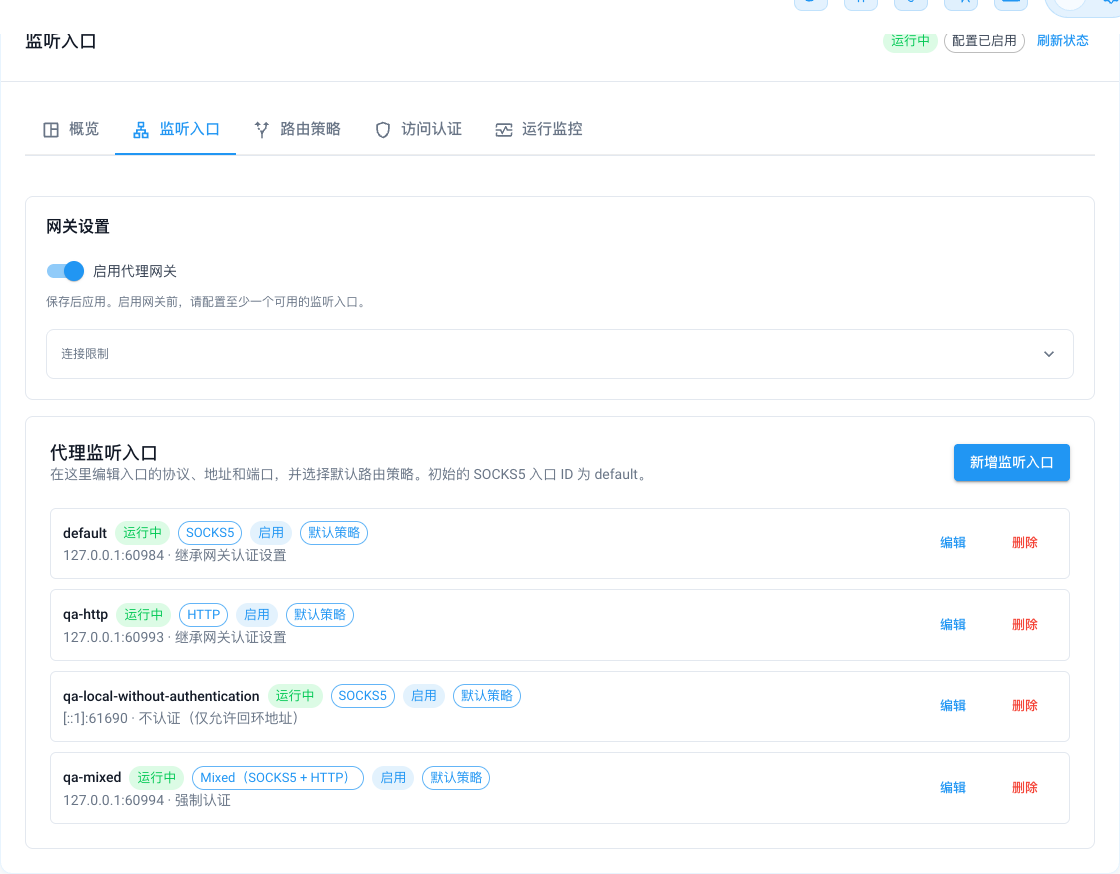 监听入口
运行中 配置已启用 刷新状态
概览 监听入口 路由策略 访问认证 运行监控
网关设置
启用代理网关
保存后应用。启用网关前，请配置至少一个可用的监听入口。
连接限制
代理监听入口
在这里编辑入口的协议、地址和端口，并选择默认路由策略。初始的 SOCKS5 入口 ID 为 default。
新增监听入口
default 运行中 SOCKS5 启用 默认策略
127.0.0.1:60984 · 继承网关认证设置
编辑 删除
qa-http 运行中 HTTP 启用 默认策略
127.0.0.1:60993 · 继承网关认证设置
编辑 删除
qa-local-without-authentication 运行中 SOCKS5 启用 默认策略
[::1]:61690 · 不认证（仅允许回环地址）
编辑 删除
qa-mixed 运行中 Mixed（SOCKS5 + HTTP） 启用 默认策略
127.0.0.1:60994 · 强制认证
编辑 删除